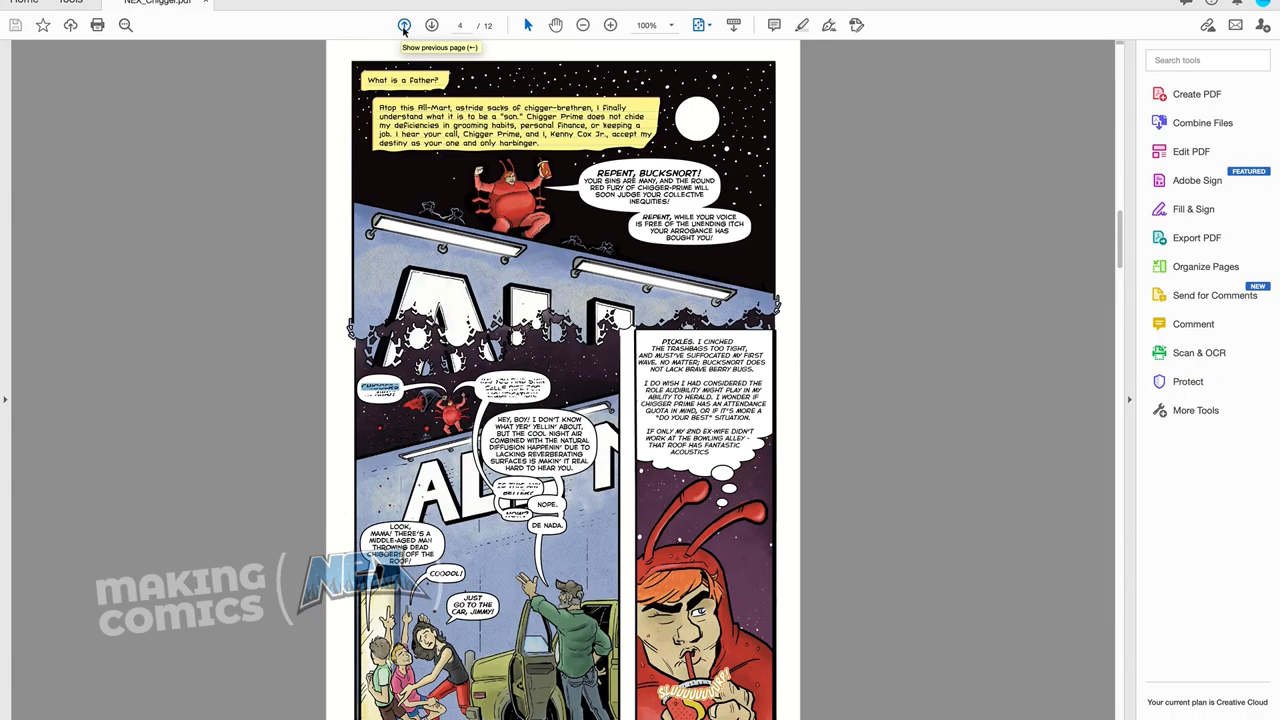 Home
Tools
NEX_Chigger.pdf
4 / 12
100%
Show previous page (←)
Search tools
Create PDF
Combine Files
Edit PDF
FEATURED
Adobe Sign
Fill & Sign
Export PDF
Organize Pages
NEW
Send for Comments
Comment
Scan & OCR
Protect
More Tools
Your current plan is Creative Cloud
What is a father?
Atop this All-Mart, astride sacks of chigger-brethren, I finally
understand what it is to be a "son." Chigger Prime does not chide
my deficiencies in grooming habits, personal finance, or keeping a
job. I hear your call, Chigger Prime, and I, Kenny Cox Jr., accept my
destiny as your one and only harbinger.
REPENT, BUCKSNORT!
YOUR SINS ARE MANY, AND THE ROUND
RED FURY OF CHIGGER-PRIME WILL
SOON JUDGE YOUR COLLECTIVE
INEQUITIES!
REPENT, WHILE YOUR VOICE
IS FREE OF THE UNENDING ITCH
YOUR ARROGANCE HAS
BOUGHT YOU!
ALL
PICKLES. I CINCHED
THE TRASHBAGS TOO TIGHT,
AND MUST'VE SUFFOCATED MY FIRST
WAVE. NO MATTER; BUCKSNORT DOES
NOT LACK BRAVE BERRY BUGS.
I DO WISH I HAD CONSIDERED THE
ROLE AUDIBILITY MIGHT PLAY IN MY
ABILITY TO HERALD. I WONDER IF
CHIGGER PRIME HAS AN ATTENDANCE
QUOTA IN MIND, OR IF IT'S MORE A
"DO YOUR BEST" SITUATION.
IF ONLY MY 2ND EX-WIFE DIDN'T
WORK AT THE BOWLING ALLEY -
THAT ROOF HAS FANTASTIC
ACOUSTICS
CHIGGERS
AWAY!
HEY, BOY! I DON'T KNOW
WHAT YER' YELLIN' ABOUT,
BUT THE COOL NIGHT AIR
COMBINED WITH THE NATURAL
DIFFUSION HAPPENIN' DUE TO
LACKING REVERBERATING
SURFACES IS MAKIN' IT REAL
HARD TO HEAR YOU.
IS THIS ANY
BETTER?
NOPE.
NOW?
DE NADA.
LOOK,
MAMA! THERE'S A
MIDDLE-AGED MAN
THROWING DEAD
CHIGGERS OFF THE
ROOF!
COOOOL!
JUST
GO TO THE
CAR, JIMMY!
MAKING
COMICS
NEX